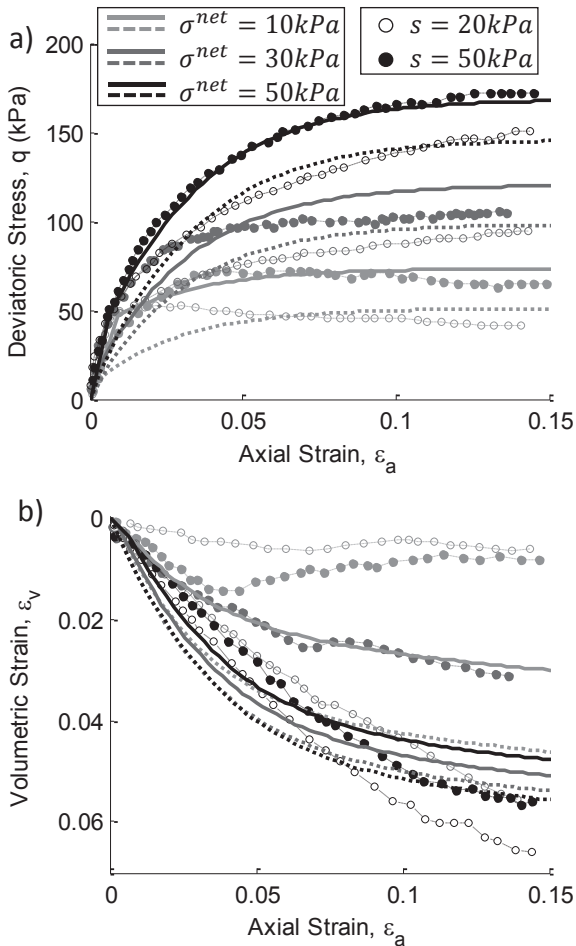 a)
σ^net = 10kPa
σ^net = 30kPa
σ^net = 50kPa
s = 20kPa
s = 50kPa
200
150
100
50
0
Deviatoric Stress, q (kPa)
0 0.05 0.1 0.15
Axial Strain, ε_a
b)
0
0.02
0.04
0.06
Volumetric Strain, ε_v
0 0.05 0.1 0.15
Axial Strain, ε_a